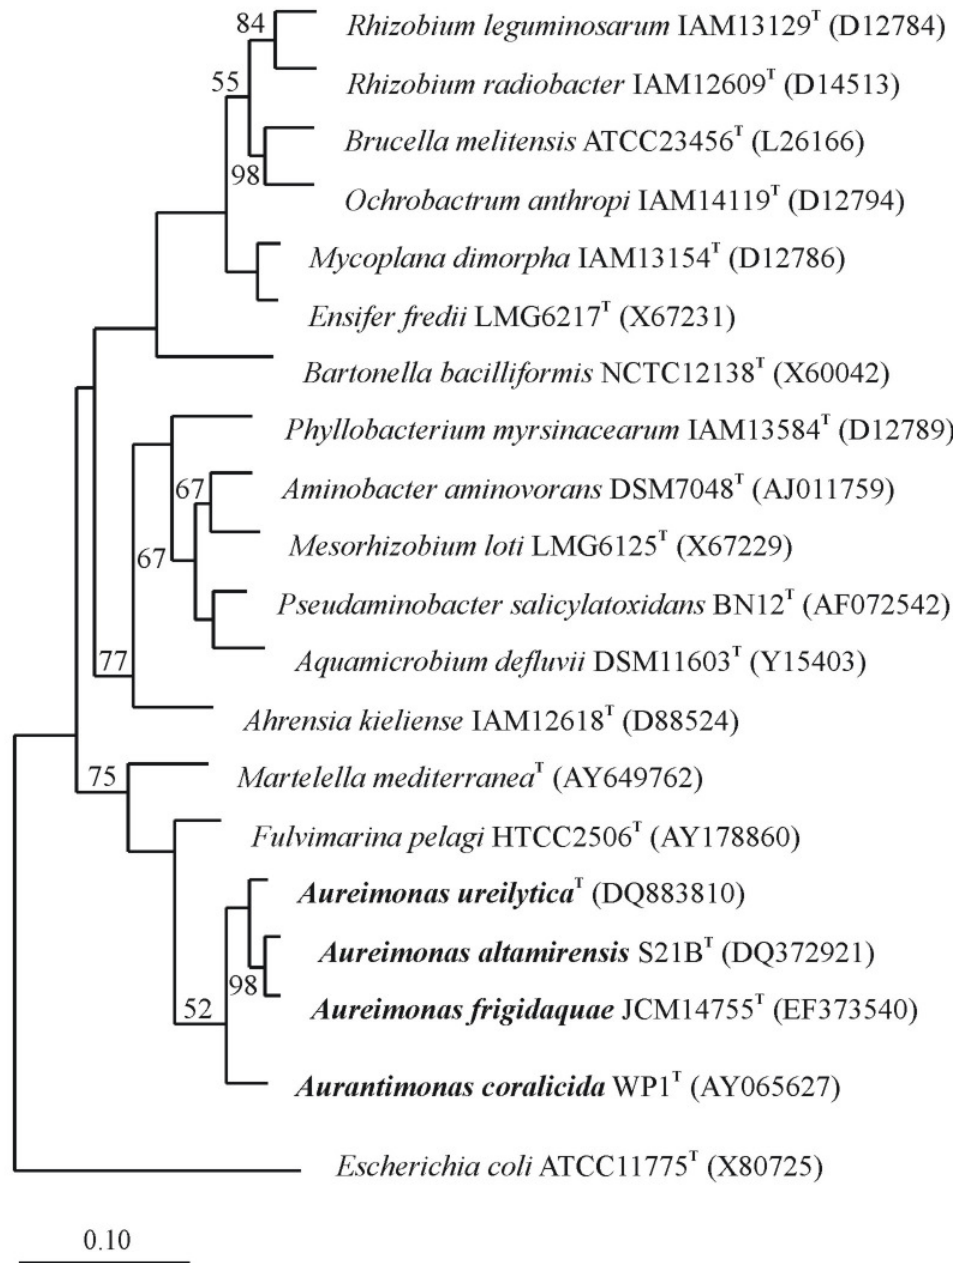 84 Rhizobium leguminosarum IAM13129ᵀ (D12784)
Rhizobium radiobacter IAM12609ᵀ (D14513)
55
Brucella melitensis ATCC23456ᵀ (L26166)
98
Ochrobactrum anthropi IAM14119ᵀ (D12794)
Mycoplana dimorpha IAM13154ᵀ (D12786)
Ensifer fredii LMG6217ᵀ (X67231)
Bartonella bacilliformis NCTC12138ᵀ (X60042)
Phyllobacterium myrsinacearum IAM13584ᵀ (D12789)
67 Aminobacter aminovorans DSM7048ᵀ (AJ011759)
Mesorhizobium loti LMG6125ᵀ (X67229)
67
Pseudaminobacter salicylatoxidans BN12ᵀ (AF072542)
77 Aquamicrobium defluvii DSM11603ᵀ (Y15403)
Ahrensia kieliense IAM12618ᵀ (D88524)
75 Martelella mediterraneaᵀ (AY649762)
Fulvimarina pelagi HTCC2506ᵀ (AY178860)
Aureimonas ureilyticaᵀ (DQ883810)
Aureimonas altamirensis S21Bᵀ (DQ372921)
98
52 Aureimonas frigidaquae JCM14755ᵀ (EF373540)
Aurantimonas coralicida WP1ᵀ (AY065627)
Escherichia coli ATCC11775ᵀ (X80725)
0.10